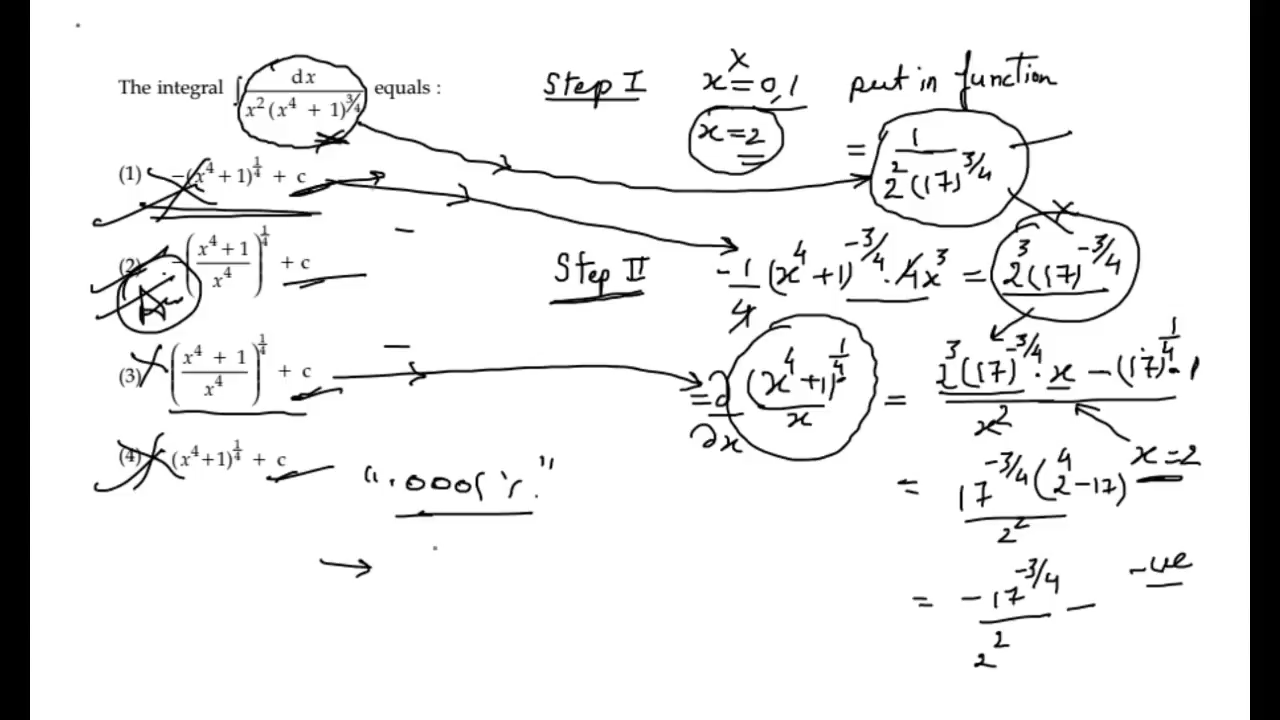 The integral ∫ dx / x²(x⁴ + 1)^¾ equals :
(1) −(x⁴ + 1)^¼ + c
(2) −((x⁴ + 1) / x⁴)^¼ + c
Ans
(3) ((x⁴ + 1) / x⁴)^¼ + c
(4) (x⁴+1)^¼ + c
Step I x = 0,1 put in function
x = 2
= 1 / 2²(17)^3/4
Step II −1/4 (x⁴+1)^−3/4 · 4x³ = 2³(17)^−3/4
= ∂/∂x (x⁴+1)^1/4 / x = 2³(17)^−3/4 · x − (17)^1/4 · 1 / x²
x = 2
= 17^−3/4 (2⁴ − 17) / 2²
−ve
= −17^−3/4 / 2² −